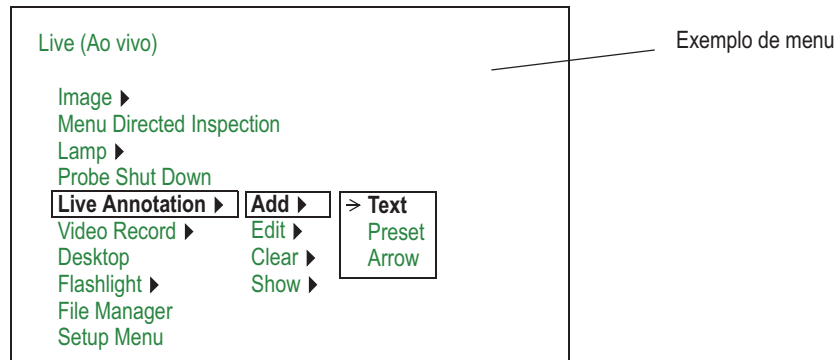 Live (Ao vivo)
Exemplo de menu
Image ▶
Menu Directed Inspection
Lamp ▶
Probe Shut Down
Live Annotation ▶ Add ▶ → Text
Video Record ▶ Edit ▶ Preset
Desktop Clear ▶ Arrow
Flashlight ▶ Show ▶
File Manager
Setup Menu